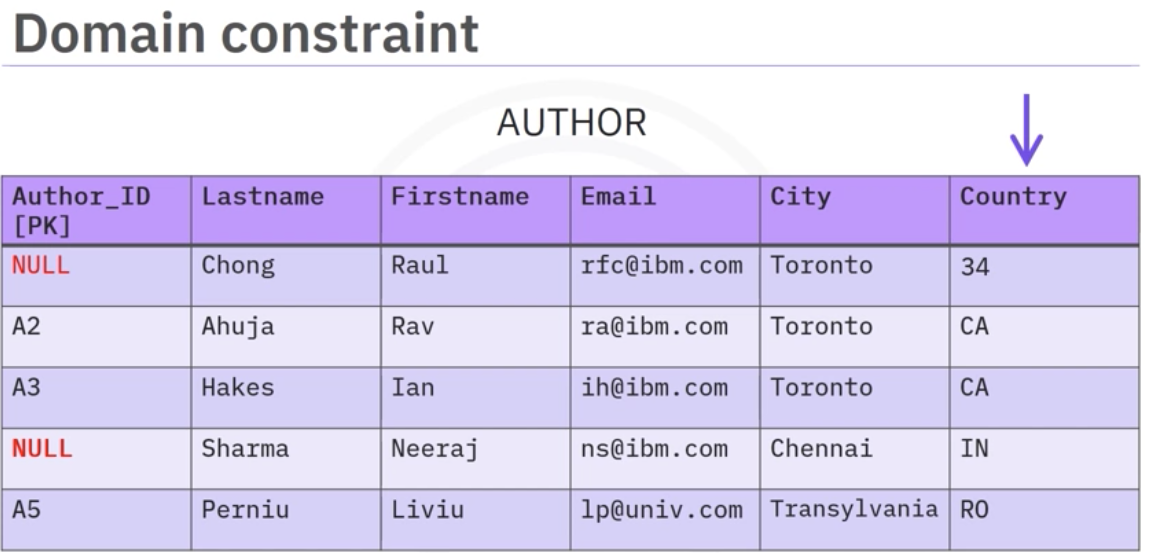 Domain constraint
AUTHOR
Author_ID Lastname Firstname Email City Country
[PK]
NULL Chong Raul rfc@ibm.com Toronto 34
A2 Ahuja Rav ra@ibm.com Toronto CA
A3 Hakes Ian ih@ibm.com Toronto CA
NULL Sharma Neeraj ns@ibm.com Chennai IN
A5 Perniu Liviu lp@univ.com Transylvania RO